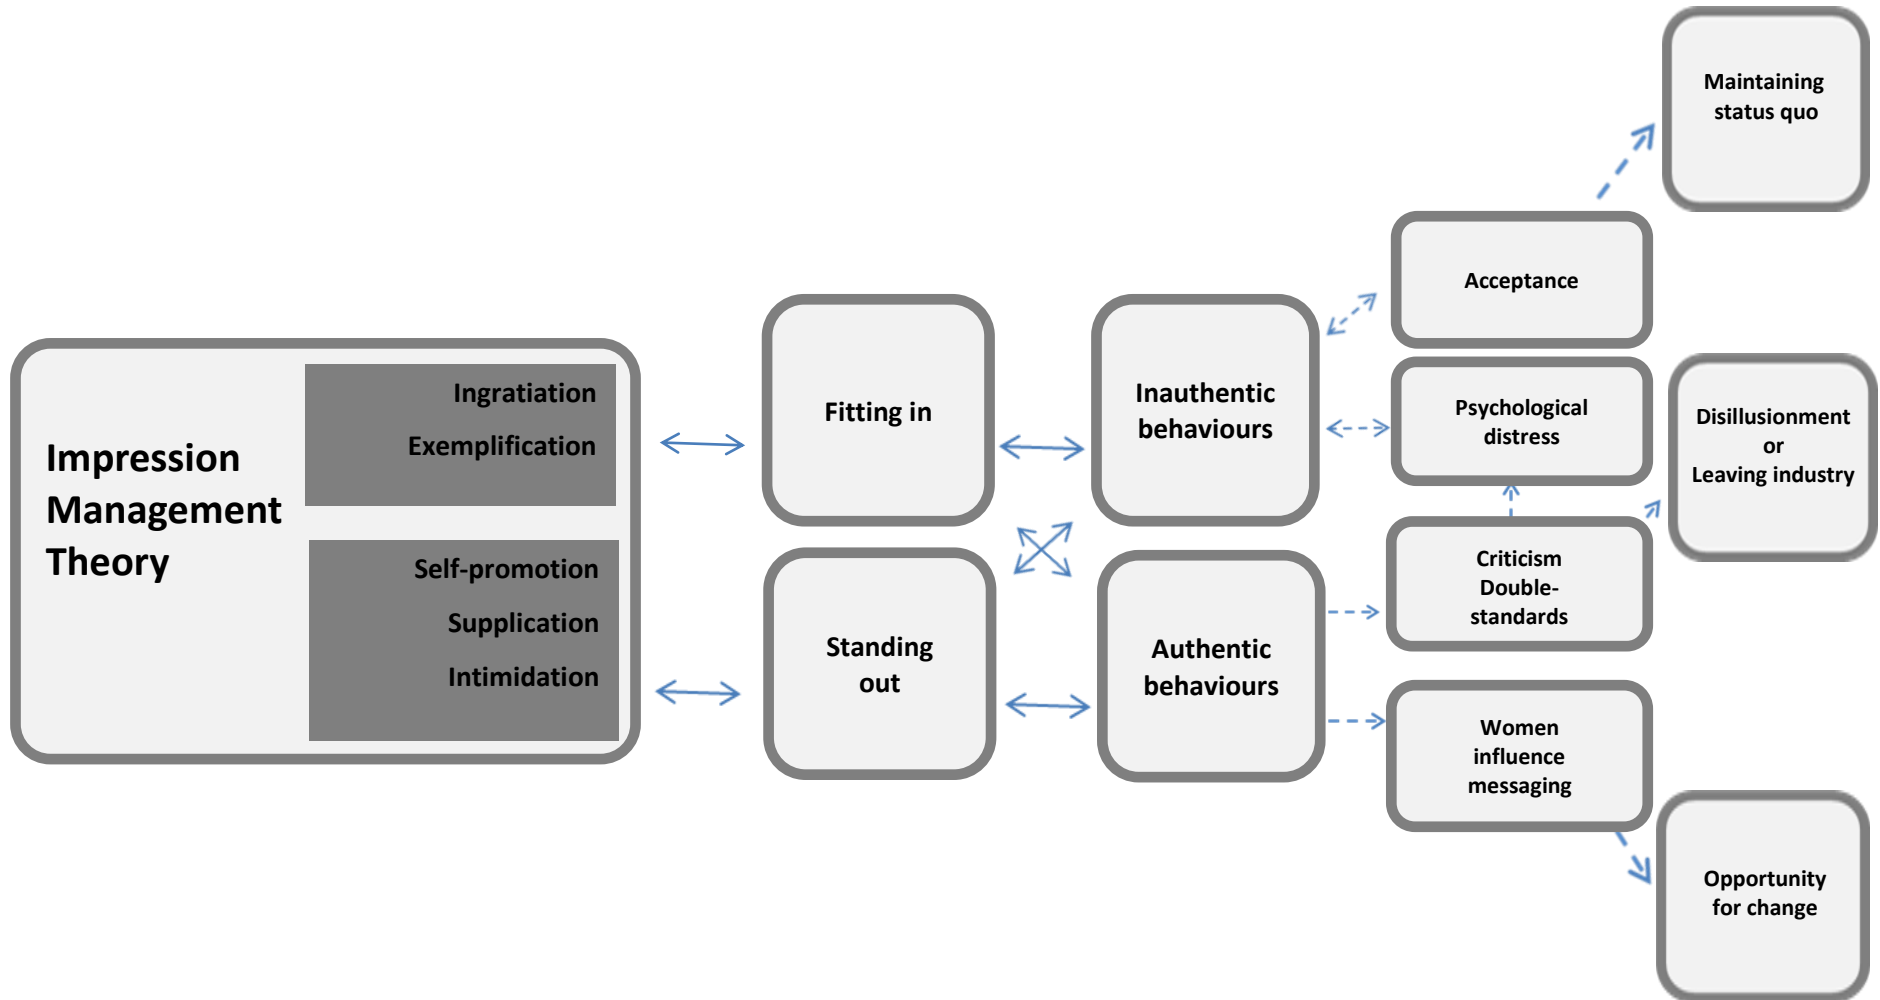 Impression
Management
Theory
Ingratiation
Exemplification
Self-promotion
Supplication
Intimidation
Fitting in
Standing
out
Inauthentic
behaviours
Authentic
behaviours
Acceptance
Psychological
distress
Criticism
Double-
standards
Women
influence
messaging
Maintaining
status quo
Disillusionment
or
Leaving industry
Opportunity
for change